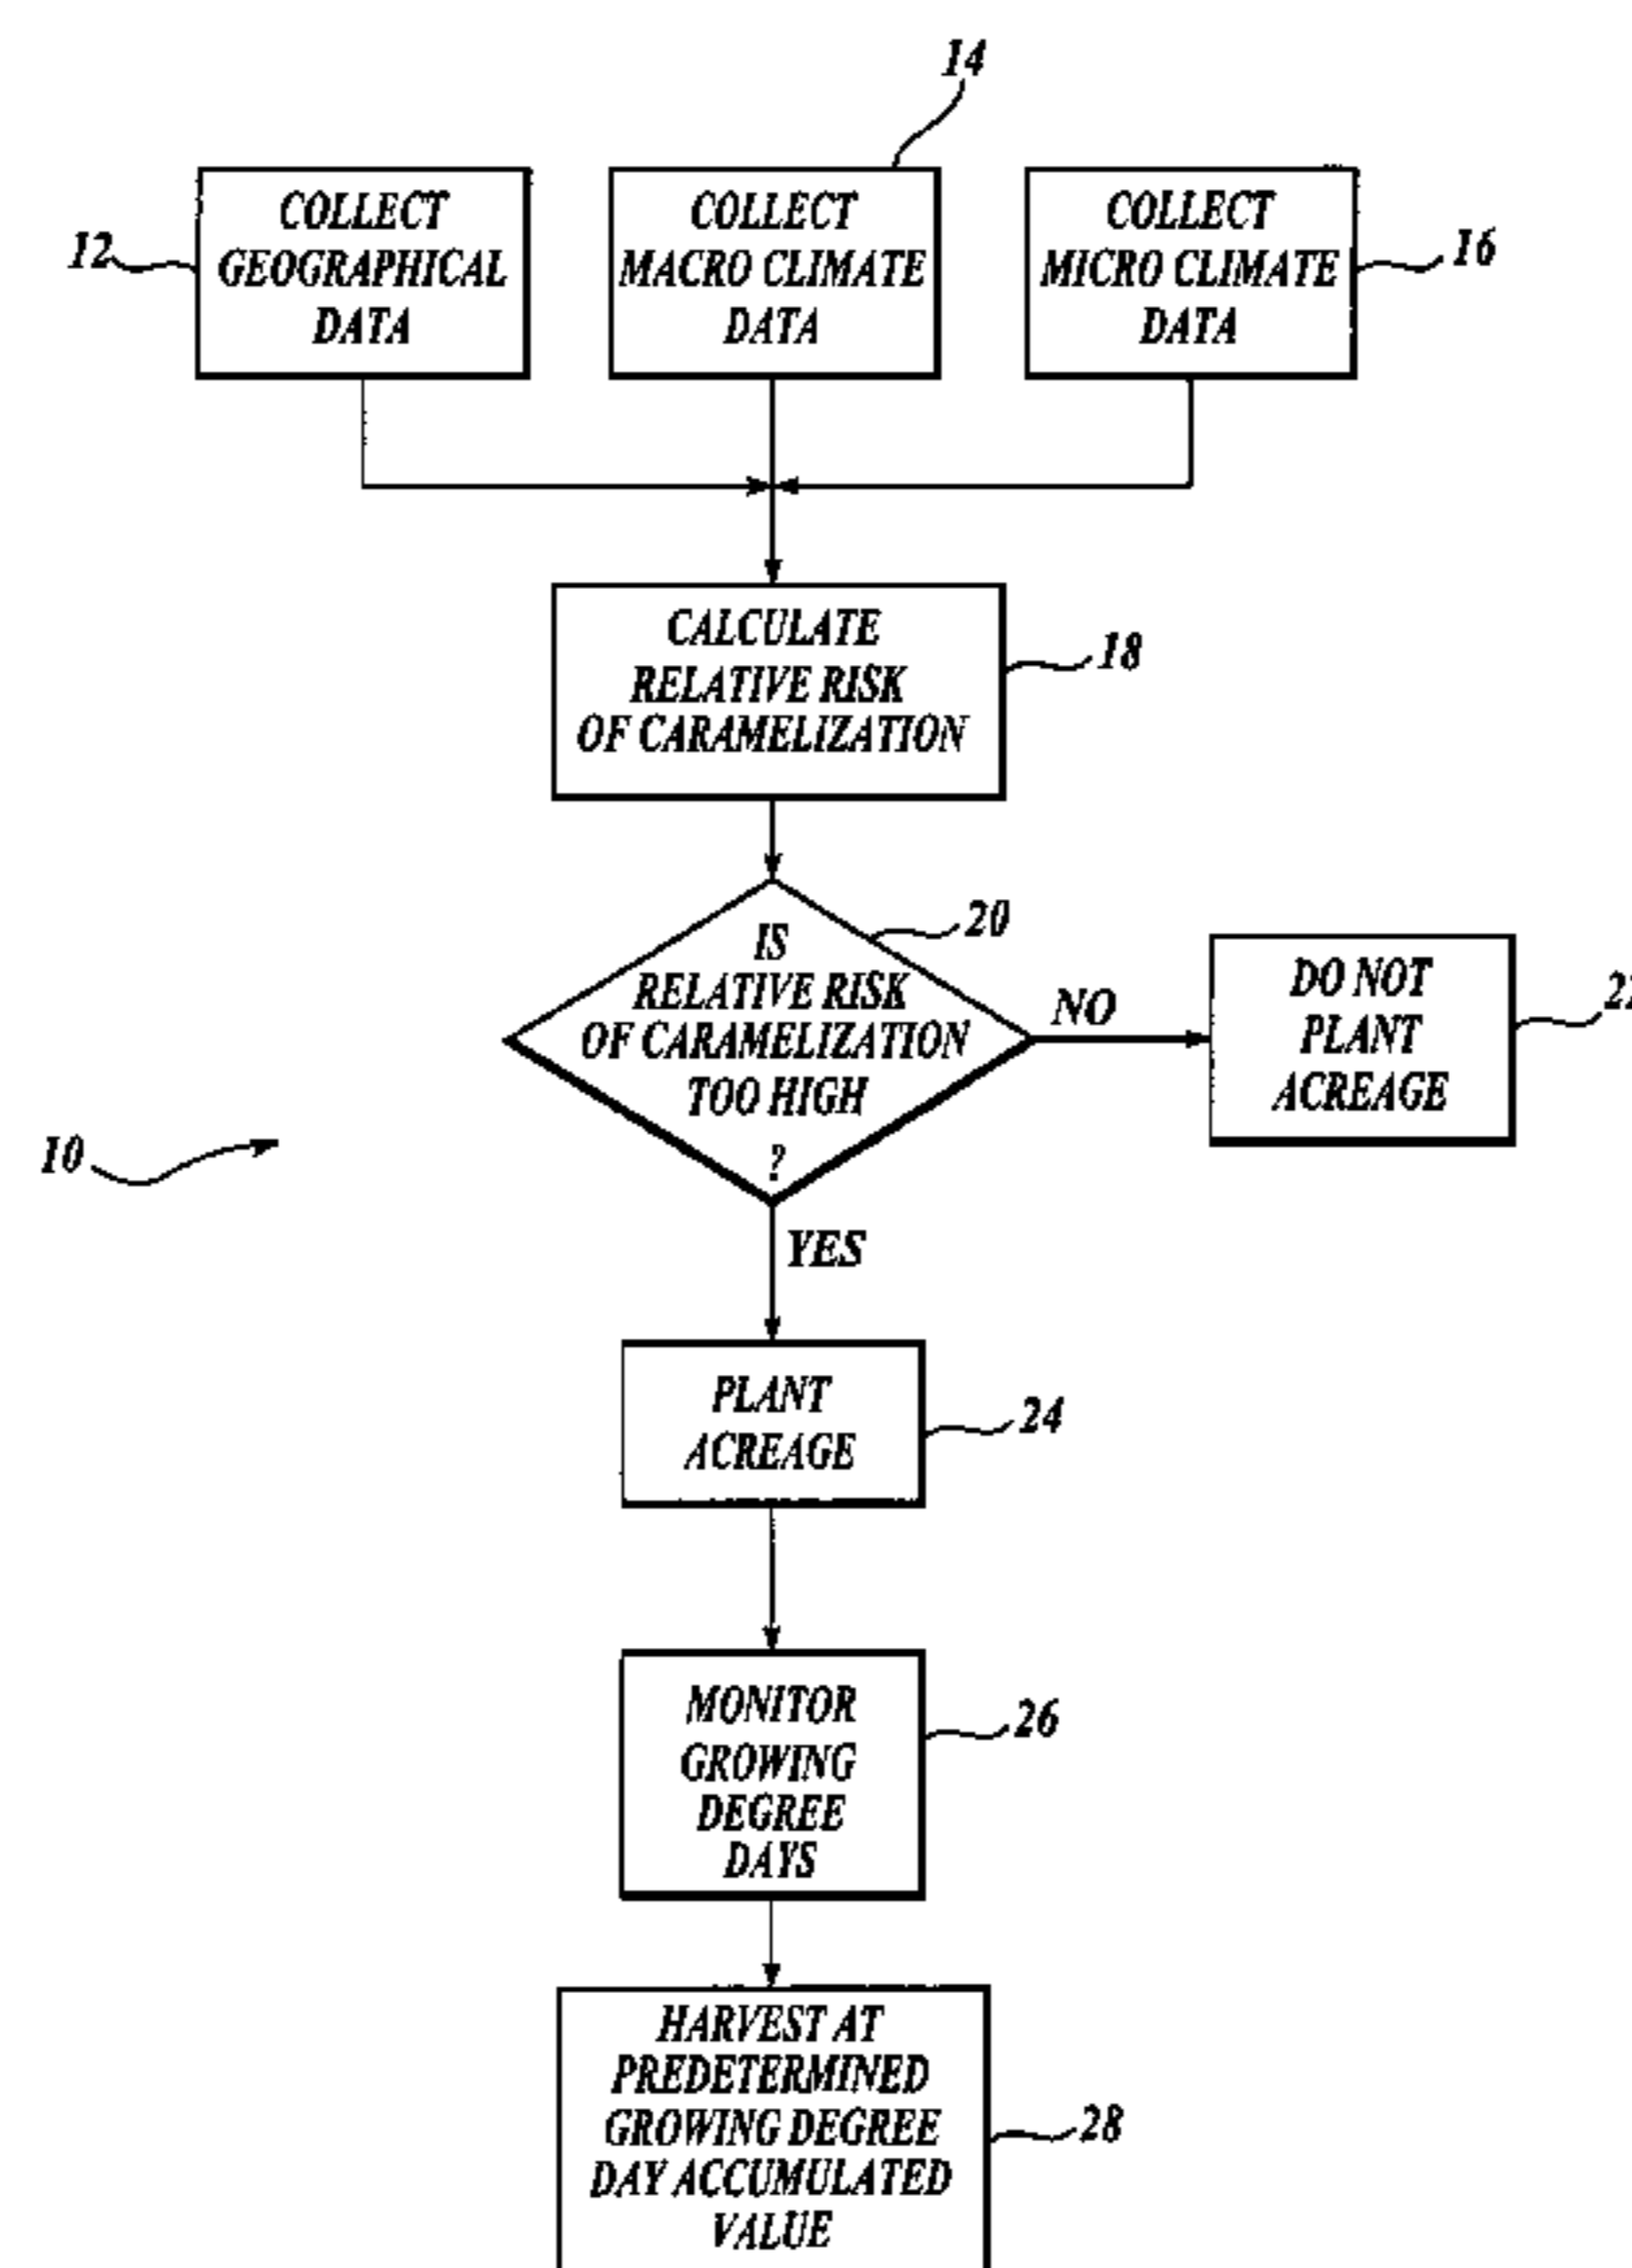 14
COLLECT
GEOGRAPHICAL
DATA
12
COLLECT
MACRO CLIMATE
DATA
COLLECT
MICRO CLIMATE
DATA
16
CALCULATE
RELATIVE RISK
OF CARAMELIZATION
18
IS
RELATIVE RISK
OF CARAMELIZATION
TOO HIGH
?
20
NO
DO NOT
PLANT
ACREAGE
10
YES
PLANT
ACREAGE
24
MONITOR
GROWING
DEGREE
DAYS
26
HARVEST AT
PREDETERMINED
GROWING DEGREE
DAY ACCUMULATED
VALUE
28